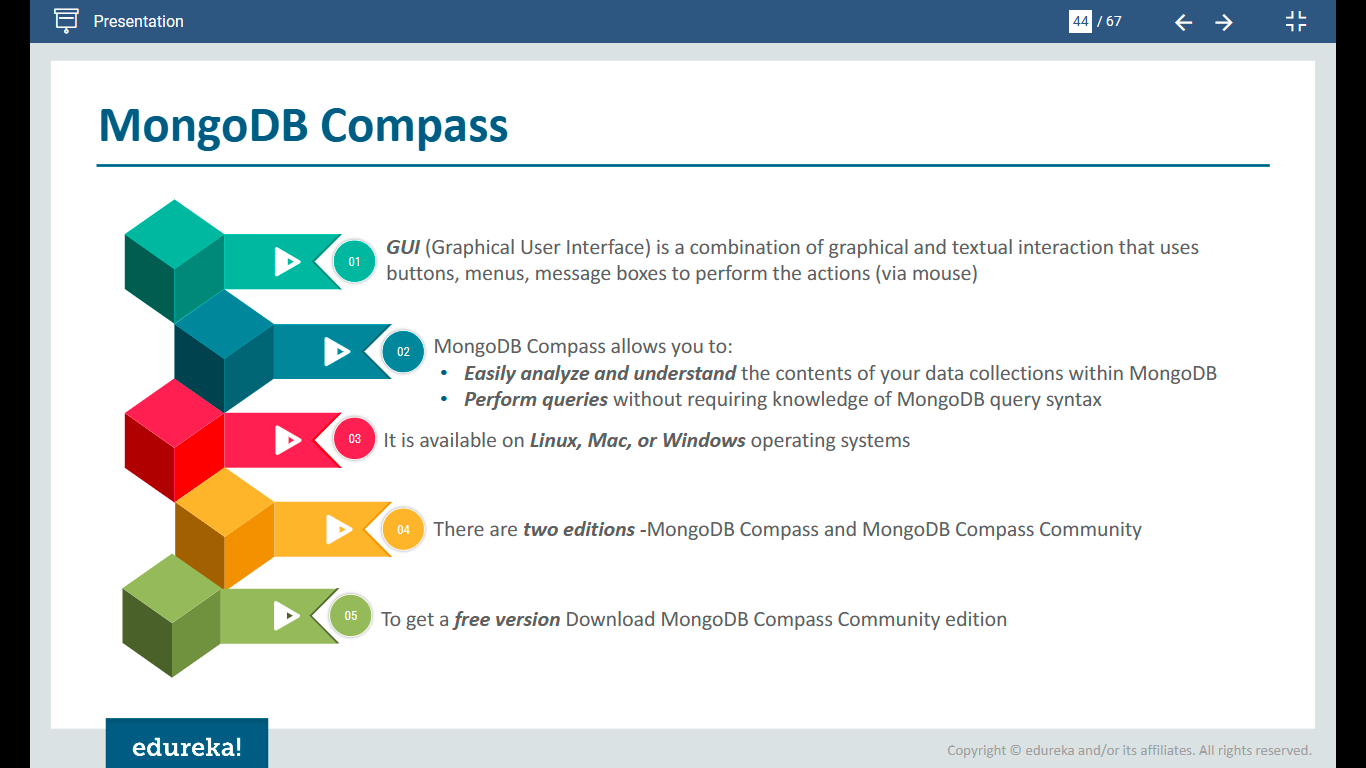 Presentation
44 / 67
MongoDB Compass
01
GUI (Graphical User Interface) is a combination of graphical and textual interaction that uses
buttons, menus, message boxes to perform the actions (via mouse)
02
MongoDB Compass allows you to:
• Easily analyze and understand the contents of your data collections within MongoDB
• Perform queries without requiring knowledge of MongoDB query syntax
03
It is available on Linux, Mac, or Windows operating systems
04
There are two editions -MongoDB Compass and MongoDB Compass Community
05
To get a free version Download MongoDB Compass Community edition
edureka!
Copyright © edureka and/or its affiliates. All rights reserved.